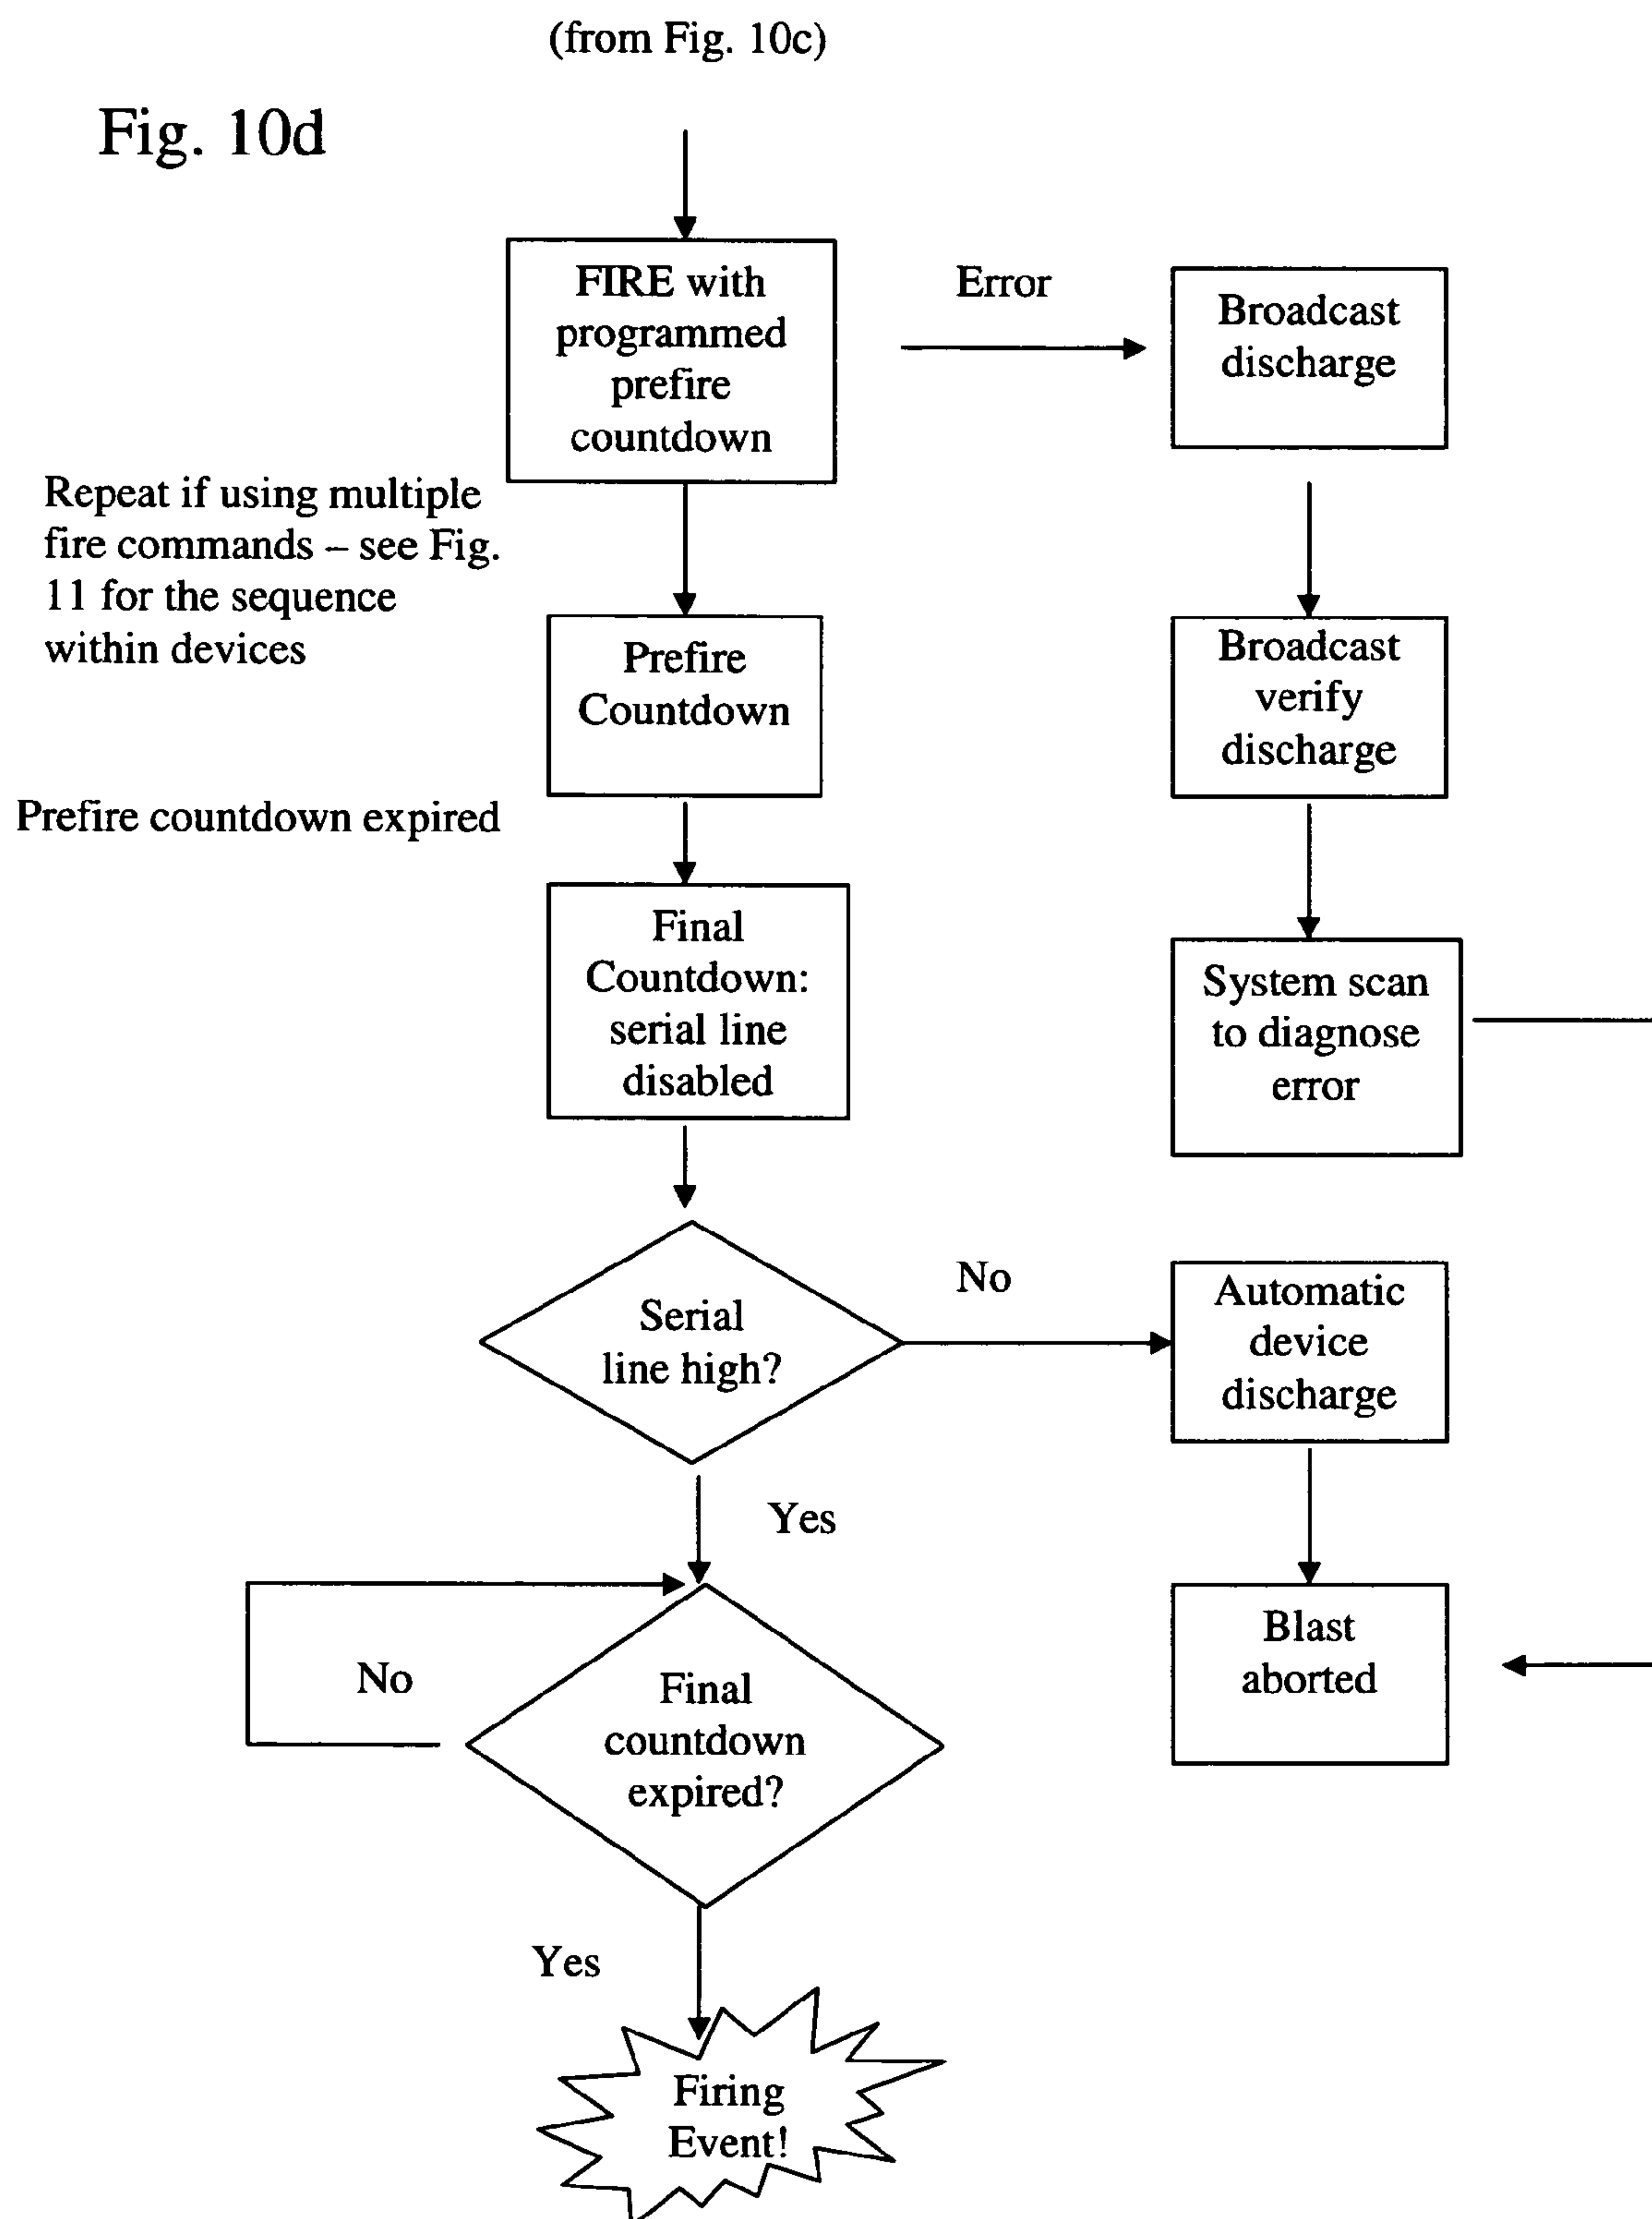 (from Fig. 10c)
Fig. 10d
FIRE with
programmed
prefire
countdown
Error
Broadcast
discharge
Repeat if using multiple
fire commands – see Fig.
11 for the sequence
within devices
Prefire
Countdown
Broadcast
verify
discharge
Prefire countdown expired
Final
Countdown:
serial line
disabled
System scan
to diagnose
error
Serial
line high?
No
Automatic
device
discharge
Yes
Blast
aborted
No
Final
countdown
expired?
Yes
Firing
Event!